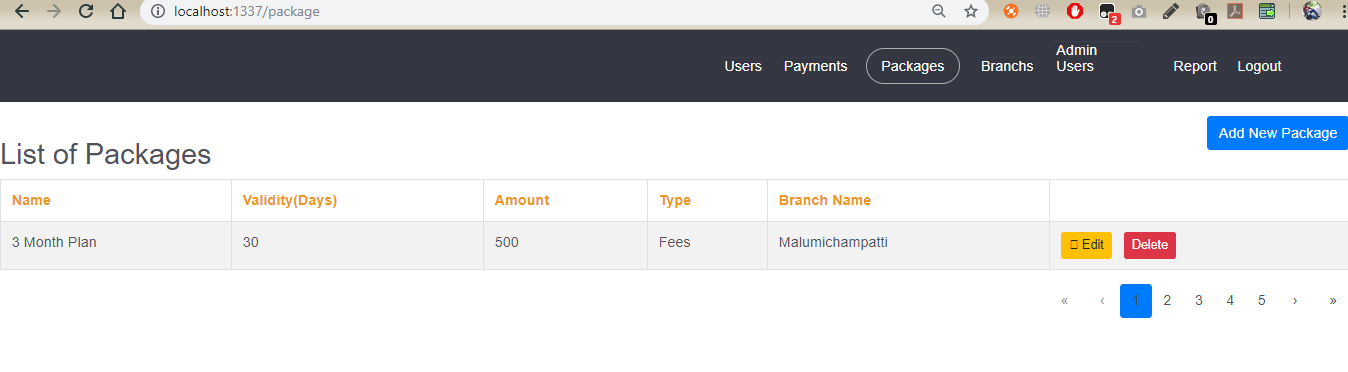 localhost:1337/package
2
0
Users Payments Packages Branchs Admin Users Report Logout
Add New Package
List of Packages
Name Validity(Days) Amount Type Branch Name
3 Month Plan 30 500 Fees Malumichampatti Edit Delete
« ‹ 1 2 3 4 5 › »